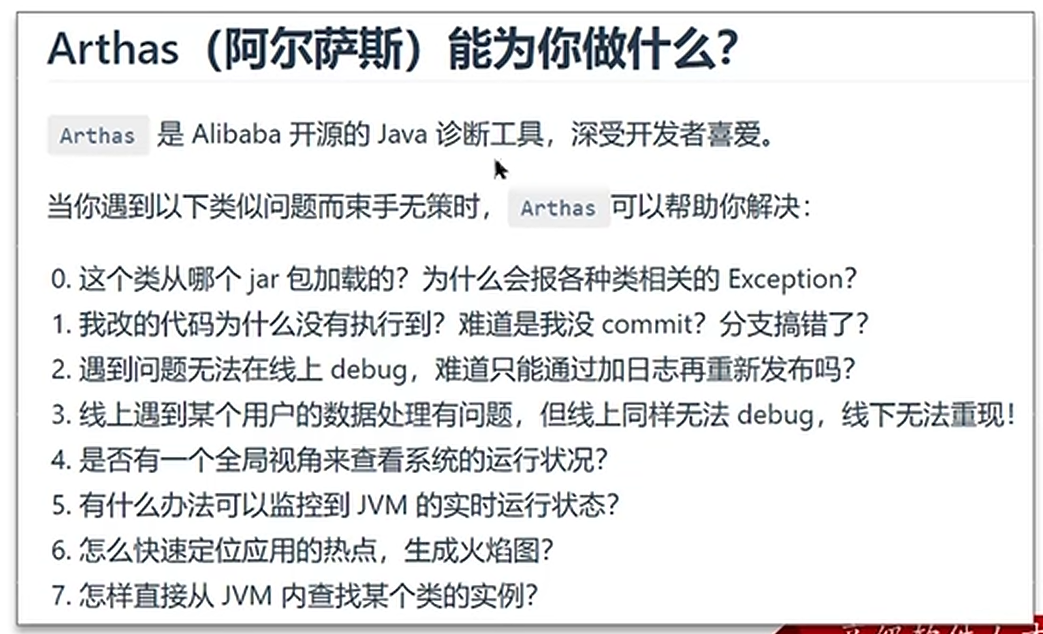 Arthas（阿尔萨斯）能为你做什么？
Arthas 是 Alibaba 开源的 Java 诊断工具，深受开发者喜爱。
当你遇到以下类似问题而束手无策时，Arthas可以帮助你解决：
0. 这个类从哪个 jar 包加载的？为什么会报各种类相关的 Exception？
1. 我改的代码为什么没有执行到？难道是我没 commit？分支搞错了？
2. 遇到问题无法在线上 debug，难道只能通过加日志再重新发布吗？
3. 线上遇到某个用户的数据处理有问题，但线上同样无法 debug，线下无法重现！
4. 是否有一个全局视角来查看系统的运行状况？
5. 有什么办法可以监控到 JVM 的实时运行状态？
6. 怎么快速定位应用的热点，生成火焰图？
7. 怎样直接从 JVM 内查找某个类的实例？